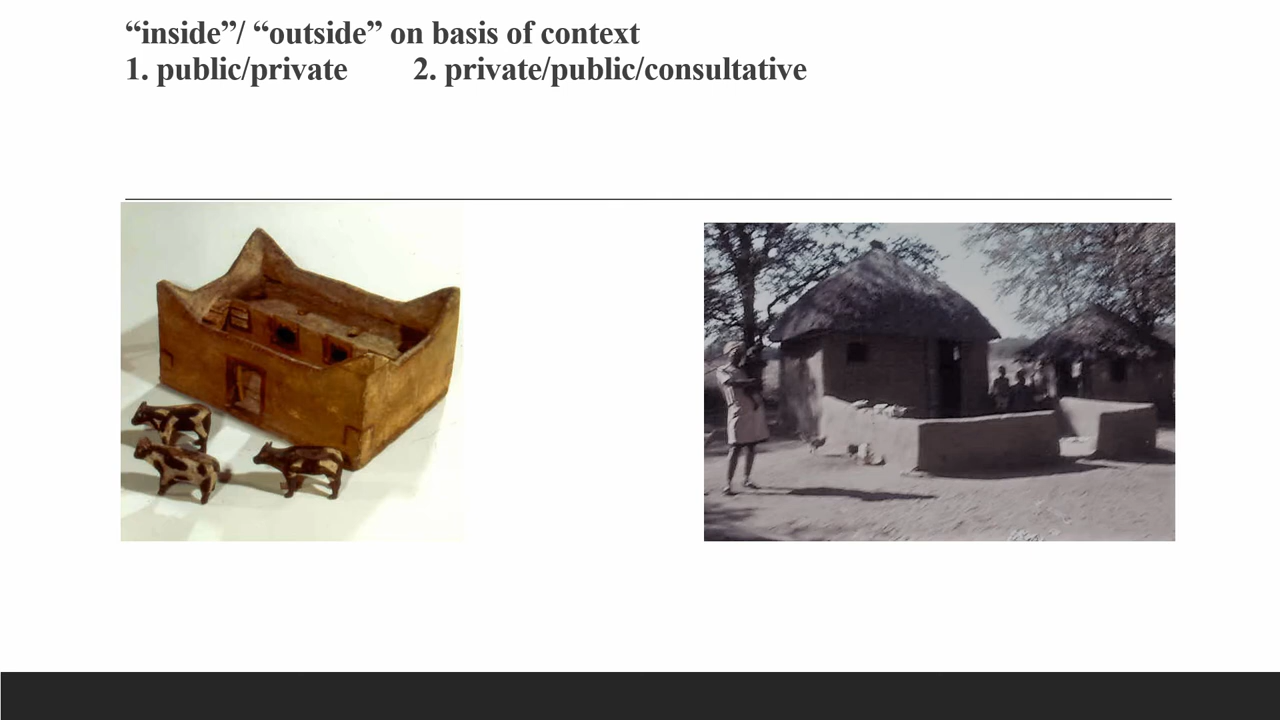 “inside”/ “outside” on basis of context
1. public/private 2. private/public/consultative